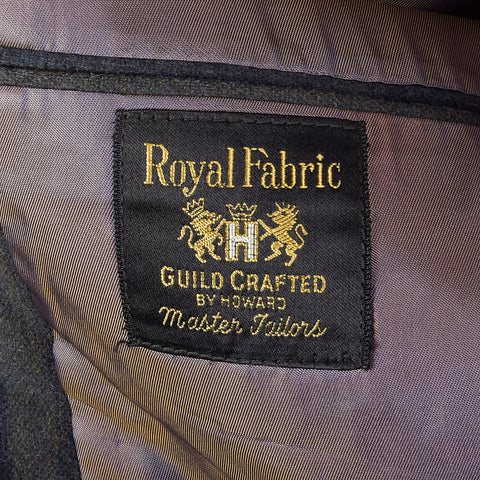 Royal Fabric
H
GUILD CRAFTED
BY HOWARD
Master Tailors